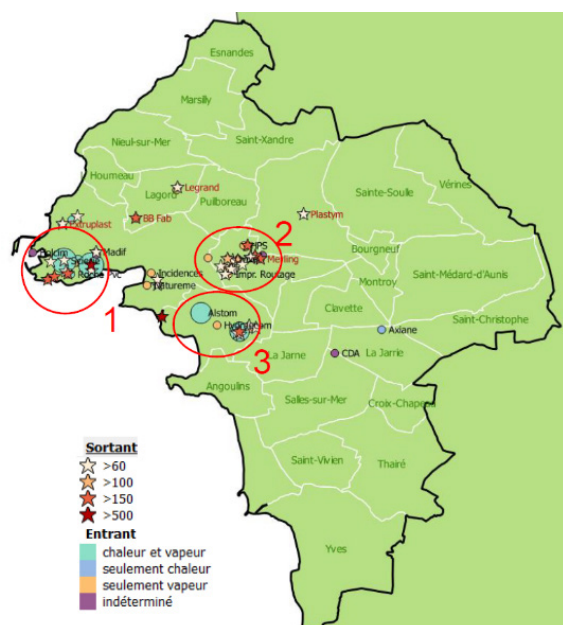 Esnandes
Marsilly
Saint-Xandre
Nieul-sur-Mer
L'Houmeau
Lagord
Puilboreau
Sainte-Soulle
Vérines
Legrand
Plastym
BB Fab
Bourgneuf
Saint-Médard-d'Aunis
Montroy
Madif
2
Incidences
Impr. Routage
Clavette
Saint-Christophe
1
Alstom
Axiane
3
La Jarne
CDA
La Jarrie
Angoulins
Salles-sur-Mer
Croix-Chapeau
Saint-Vivien
Thairé
Yves
Sortant
>60
>100
>150
>500
Entrant
chaleur et vapeur
seulement chaleur
seulement vapeur
indéterminé